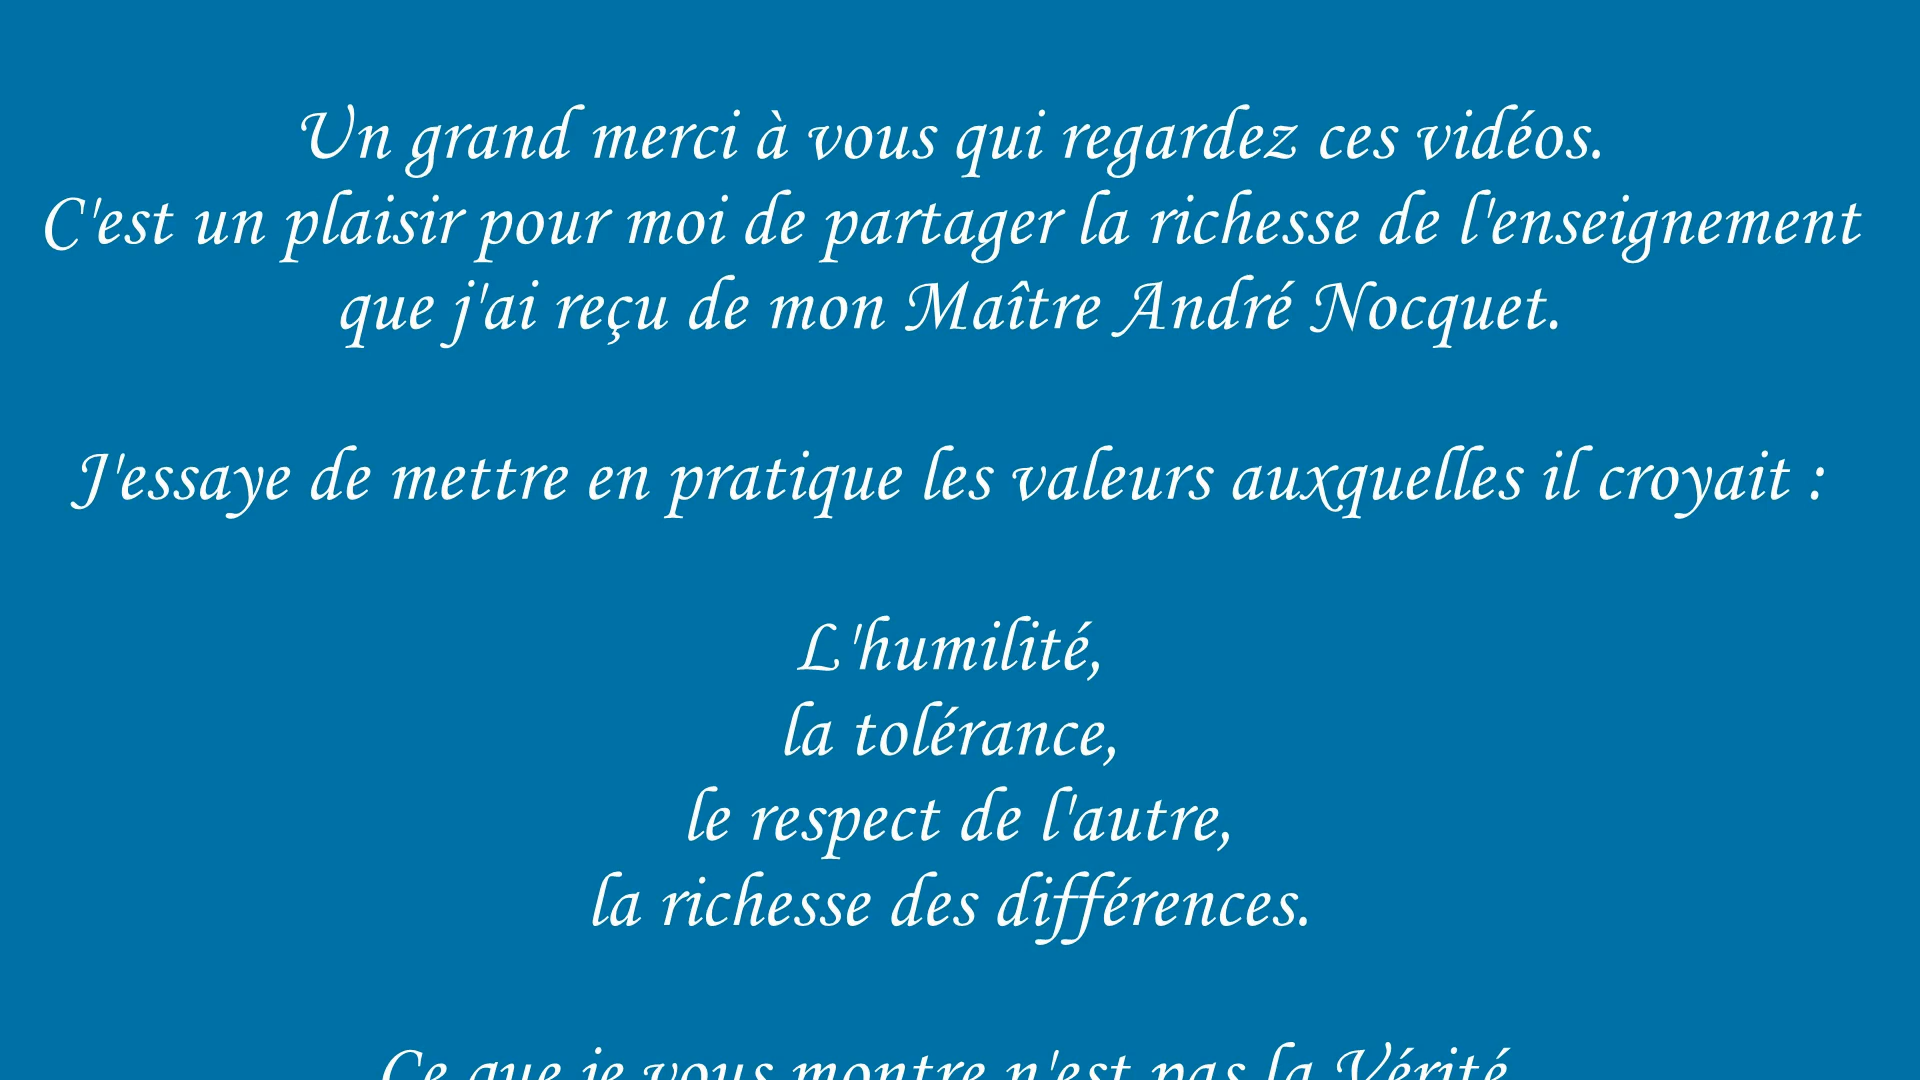 Un grand merci à vous qui regardez ces vidéos.
C'est un plaisir pour moi de partager la richesse de l'enseignement
que j'ai reçu de mon Maître André Nocquet.
J'essaye de mettre en pratique les valeurs auxquelles il croyait :
L'humilité,
la tolérance,
le respect de l'autre,
la richesse des différences.
Ce que je vous montre n'est pas la Vérité